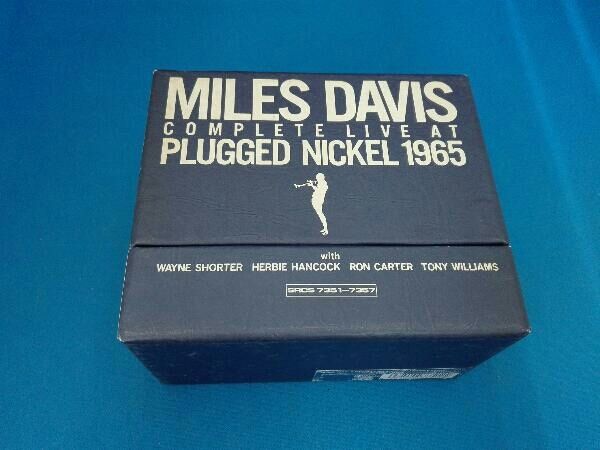 MILES DAVIS
COMPLETE LIVE AT
PLUGGED NICKEL 1965
with
WAYNE SHORTER HERBIE HANCOCK RON CARTER TONY WILLIAMS
SRCS 7351-7357